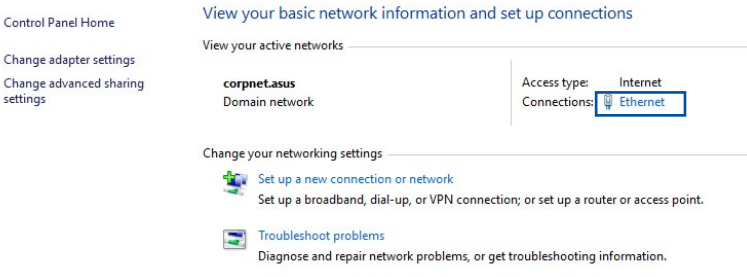 Control Panel Home
Change adapter settings
Change advanced sharing
settings
View your basic network information and set up connections
View your active networks
corpnet.asus
Domain network
Access type: Internet
Connections: Ethernet
Change your networking settings
Set up a new connection or network
Set up a broadband, dial-up, or VPN connection; or set up a router or access point.
Troubleshoot problems
Diagnose and repair network problems, or get troubleshooting information.